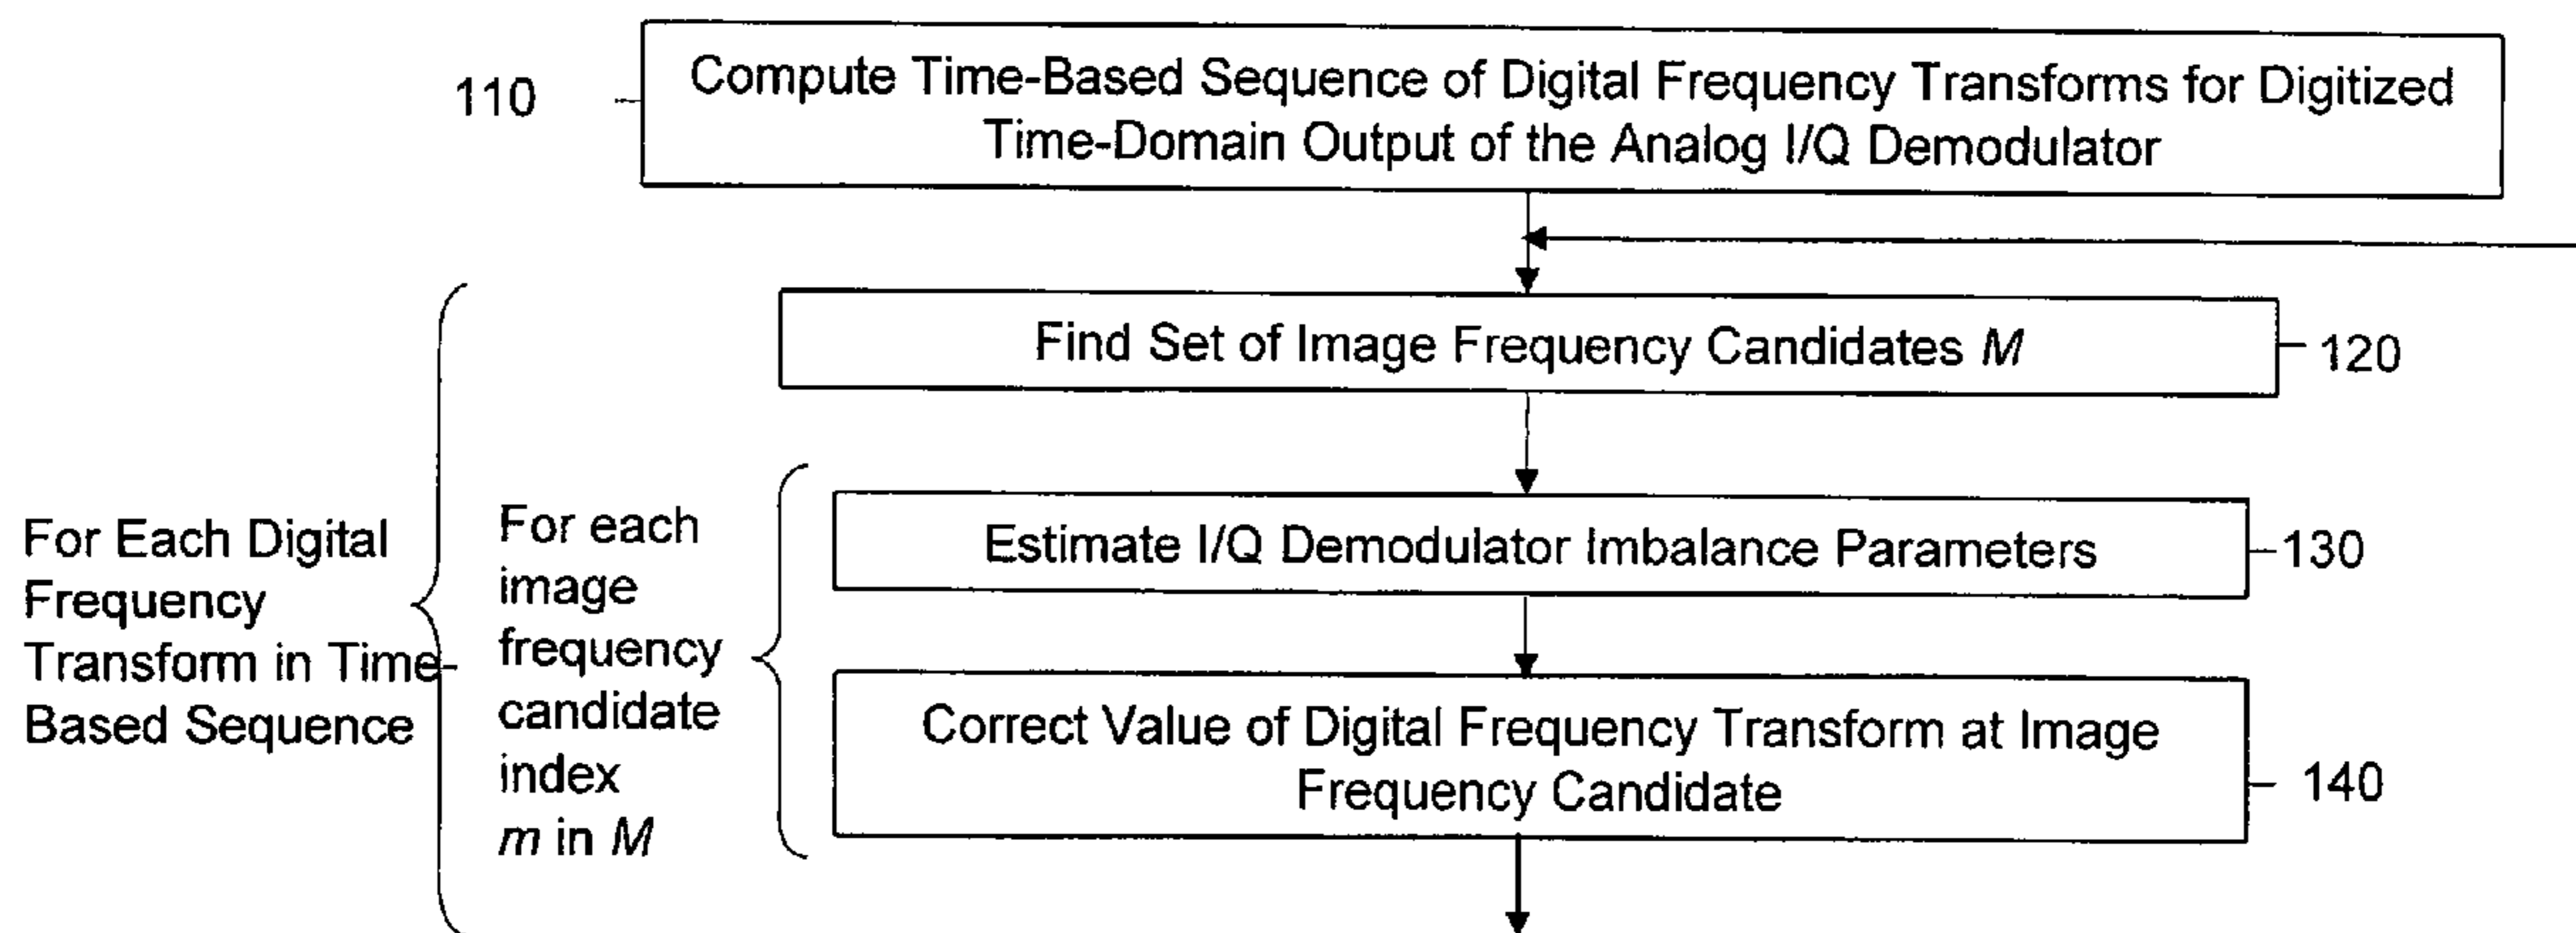 110
Compute Time-Based Sequence of Digital Frequency Transforms for Digitized
Time-Domain Output of the Analog I/Q Demodulator
Find Set of Image Frequency Candidates M
120
For Each Digital
Frequency
Transform in Time-
Based Sequence
For each
image
frequency
candidate
index
m in M
Estimate I/Q Demodulator Imbalance Parameters
130
Correct Value of Digital Frequency Transform at Image
Frequency Candidate
140